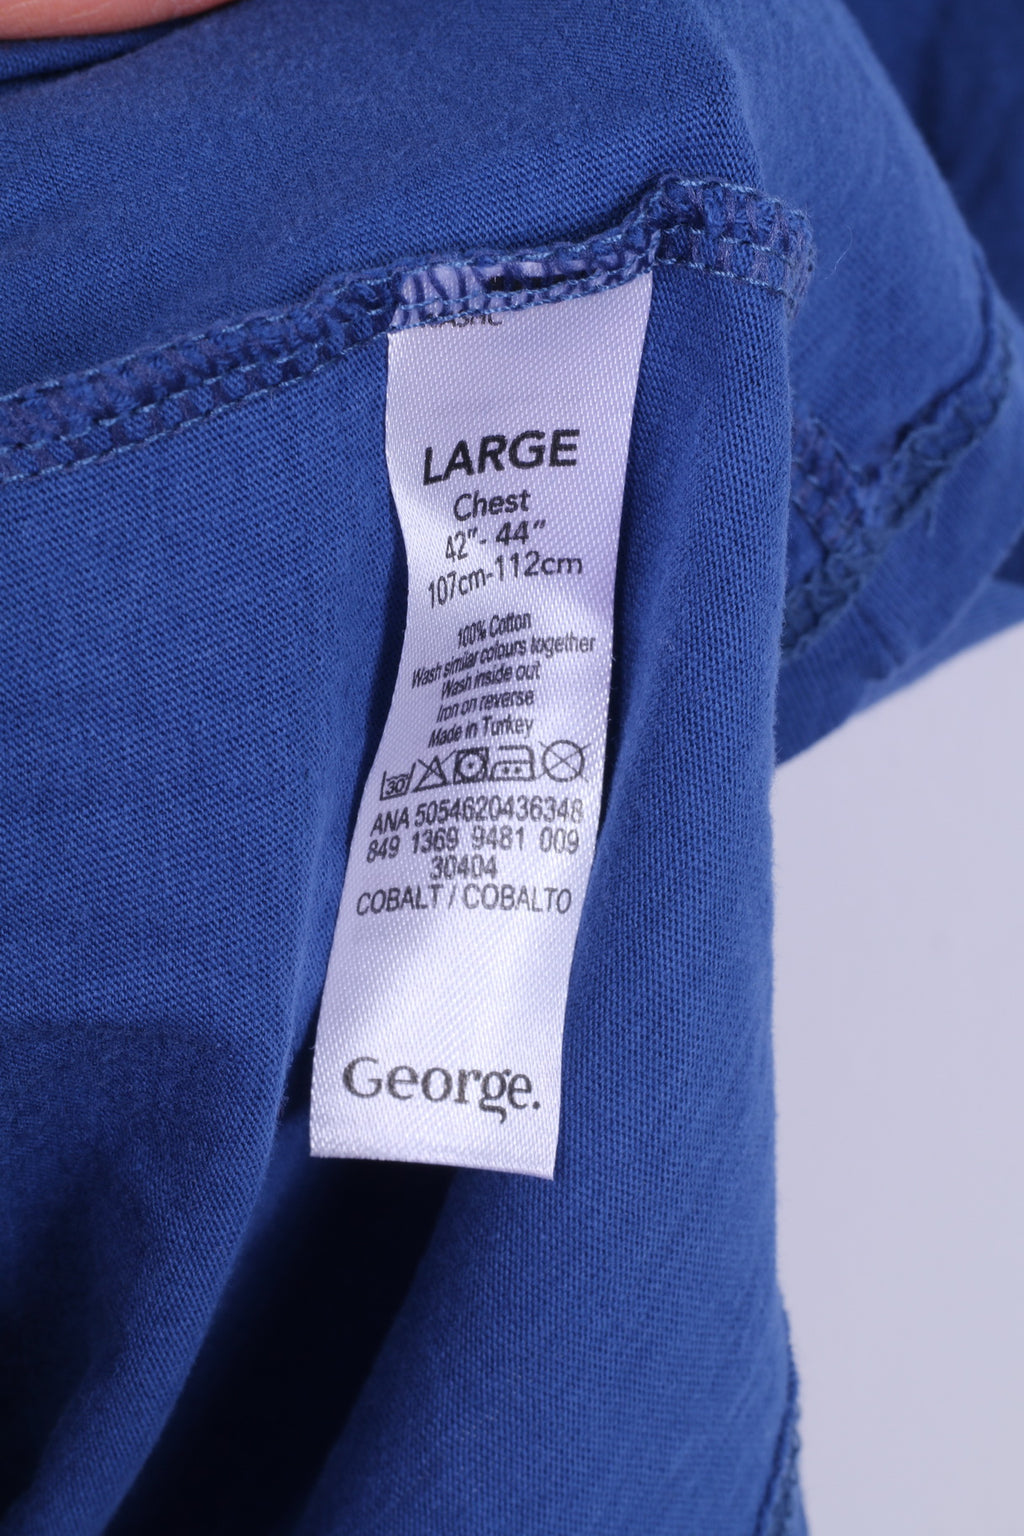 LARGE
Chest
42"- 44"
107cm-112cm
100% Cotton
Wash similar colours together
Wash inside out
Iron on reverse
Made in Turkey
30
ANA 5054620436348
849 1369 9481 009
30404
COBALT / COBALTO
George.